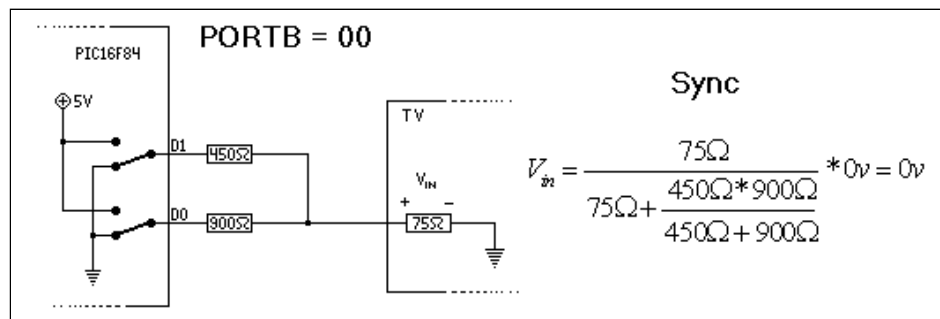 PORTB = 00
PIC16F84
5V
D1
450Ω
D0
900Ω
TV
VIN
+ −
75Ω
Sync
Vin = 75Ω / (75Ω + 450Ω*900Ω / (450Ω+900Ω)) *0v = 0v